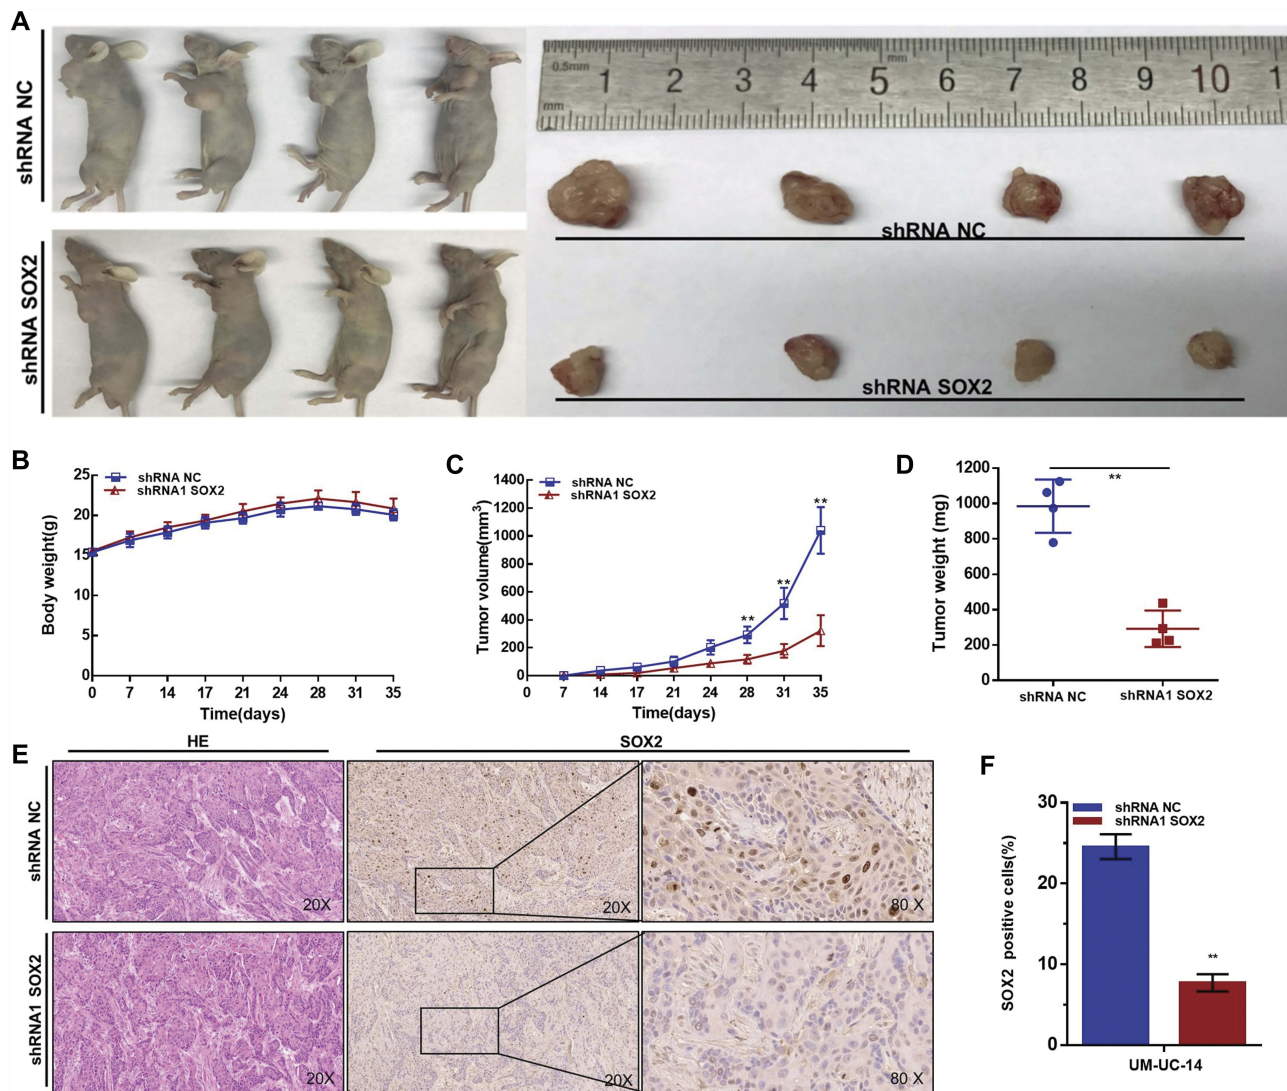 A
shRNA NC
shRNA SOX2
0.5mm
mm
mm
1 2 3 4 5 6 7 8 9 10
shRNA NC
shRNA SOX2
B
shRNA NC
shRNA1 SOX2
Body weight(g)
25
20
15
10
5
0
0 7 14 17 21 24 28 31 35
Time(days)
C
shRNA NC
shRNA1 SOX2
Tumor volume(mm3)
1400
1200
1000
800
600
400
200
0
**
**
**
0 7 14 17 21 24 28 31 35
Time(days)
D
Tumor weight (mg)
1200
1000
800
600
400
200
0
**
shRNA NC shRNA1 SOX2
E
HE SOX2
shRNA NC
20X 20X 80 X
shRNA1 SOX2
20X 20X 80 X
F
shRNA NC
shRNA1 SOX2
SOX2 positive cells(%)
30
20
10
0
**
UM-UC-14